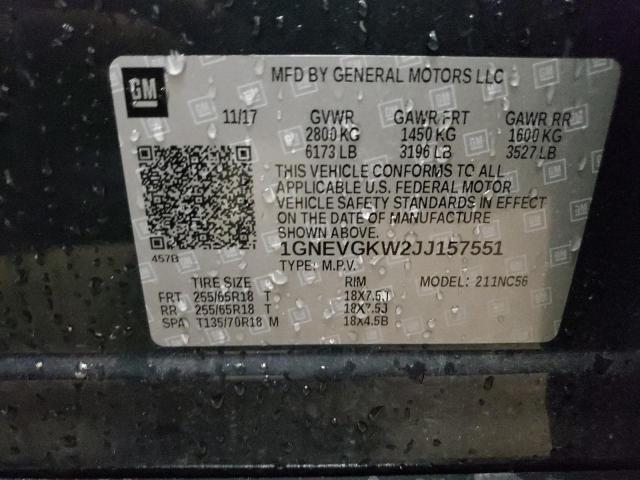 GM
MFD BY GENERAL MOTORS LLC
11/17 GVWR GAWR FRT GAWR RR
2800 KG 1450 KG 1600 KG
6173 LB 3196 LB 3527 LB
THIS VEHICLE CONFORMS TO ALL
APPLICABLE U.S. FEDERAL MOTOR
VEHICLE SAFETY STANDARDS IN EFFECT
ON THE DATE OF MANUFACTURE
SHOWN ABOVE.
457B
1GNEVGKW2JJ157551
TYPE: M.P.V.
TIRE SIZE RIM MODEL: 211NC56
FRT 255/65R18 T 18X7.5J
RR 255/65R18 T 18X7.5J
SPA T135/70R18 M 18X4.5B